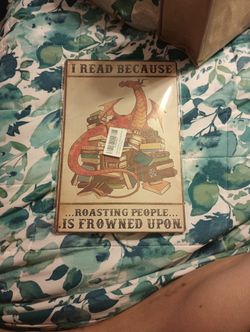 I READ BECAUSE
...ROASTING PEOPLE...
IS FROWNED UPON